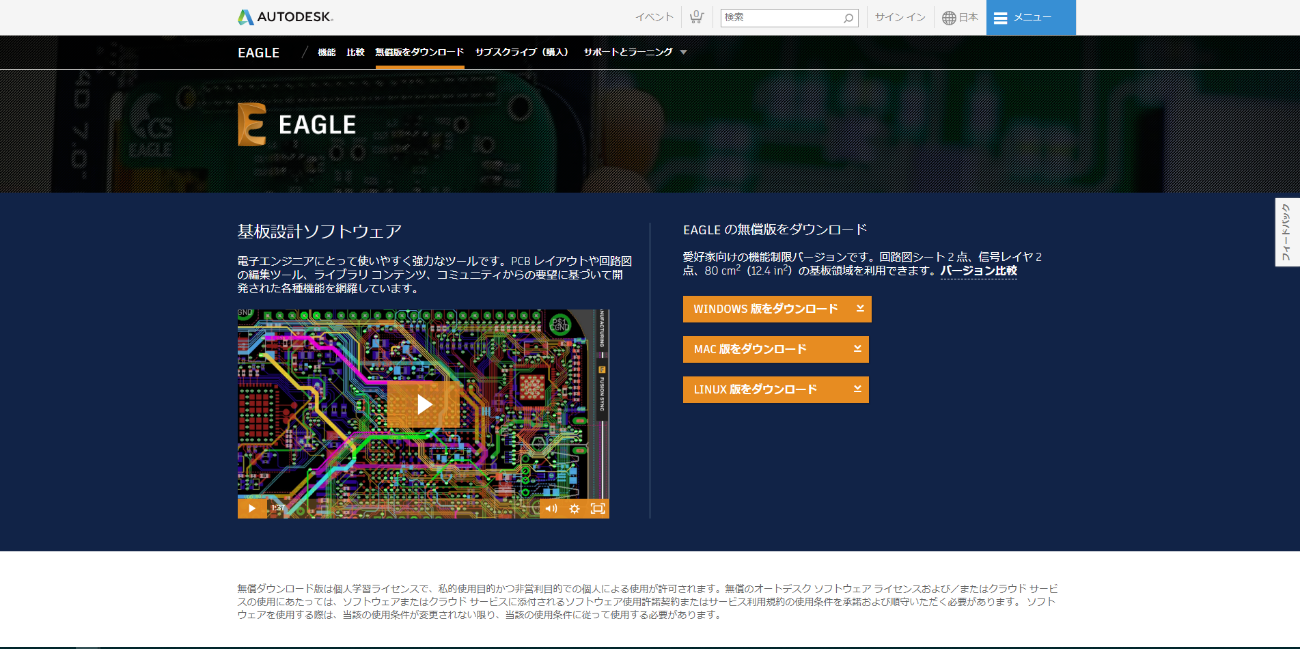 AUTODESK.
イベント
0
検索
サイン イン
日本
メニュー
EAGLE
機能
比較
無償版をダウンロード
サブスクライブ（購入）
サポートとラーニング
EAGLE
フィードバック
基板設計ソフトウェア
電子エンジニアにとって使いやすく強力なツールです。PCB レイアウトや回路図
の編集ツール、ライブラリ コンテンツ、コミュニティからの要望に基づいて開
発された各種機能を網羅しています。
GND
FUSION SYNC
1:37
EAGLE の無償版をダウンロード
愛好家向けの機能制限バージョンです。回路図シート 2 点、信号レイヤ 2
点、80 cm² （12.4 in²）の基板領域を利用できます。バージョン比較
WINDOWS 版をダウンロード
MAC 版をダウンロード
LINUX 版をダウンロード
無償ダウンロード版は個人学習ライセンスで、私的使用目的かつ非営利目的での個人による使用が許可されます。無償のオートデスク ソフトウェア ライセンスおよび／またはクラウド サービ
スの使用にあたっては、ソフトウェアまたはクラウド サービスに添付されるソフトウェア使用許諾契約またはサービス利用規約の使用条件を承諾および順守いただく必要があります。 ソフト
ウェアを使用する際は、当該の使用条件が変更されない限り、当該の使用条件に従って使用する必要があります。